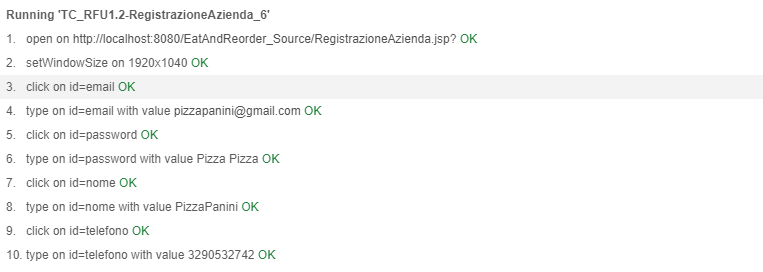 Running 'TC_RFU1.2-RegistrazioneAzienda_6'
1. open on http://localhost:8080/EatAndReorder_Source/RegistrazioneAzienda.jsp? OK
2. setWindowSize on 1920x1040 OK
3. click on id=email OK
4. type on id=email with value pizzapanini@gmail.com OK
5. click on id=password OK
6. type on id=password with value Pizza Pizza OK
7. click on id=nome OK
8. type on id=nome with value PizzaPanini OK
9. click on id=telefono OK
10. type on id=telefono with value 3290532742 OK